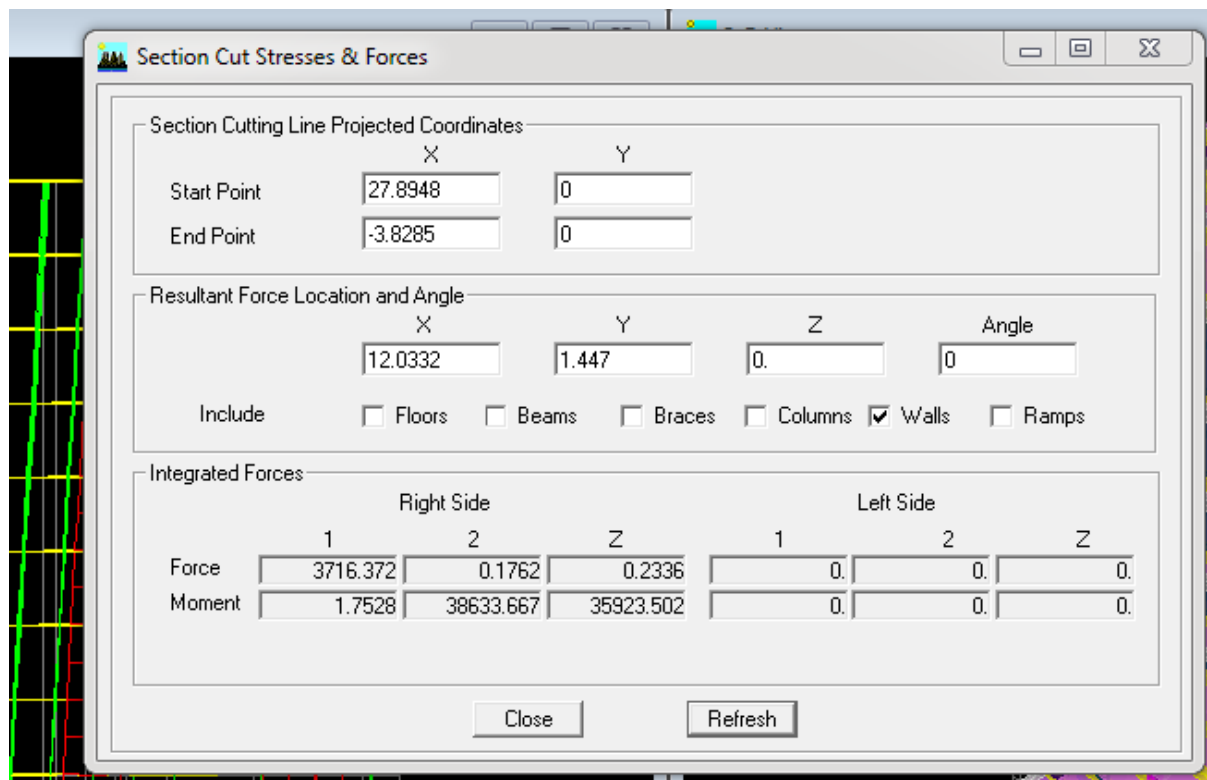 Section Cut Stresses & Forces
Section Cutting Line Projected Coordinates
X Y
Start Point 27.8948 0
End Point -3.8285 0
Resultant Force Location and Angle
X Y Z Angle
12.0332 1.447 0. 0
Include Floors Beams Braces Columns Walls Ramps
Integrated Forces
Right Side Left Side
1 2 Z 1 2 Z
Force 3716.372 0.1762 0.2336 0. 0. 0.
Moment 1.7528 38633.667 35923.502 0. 0. 0.
Close Refresh